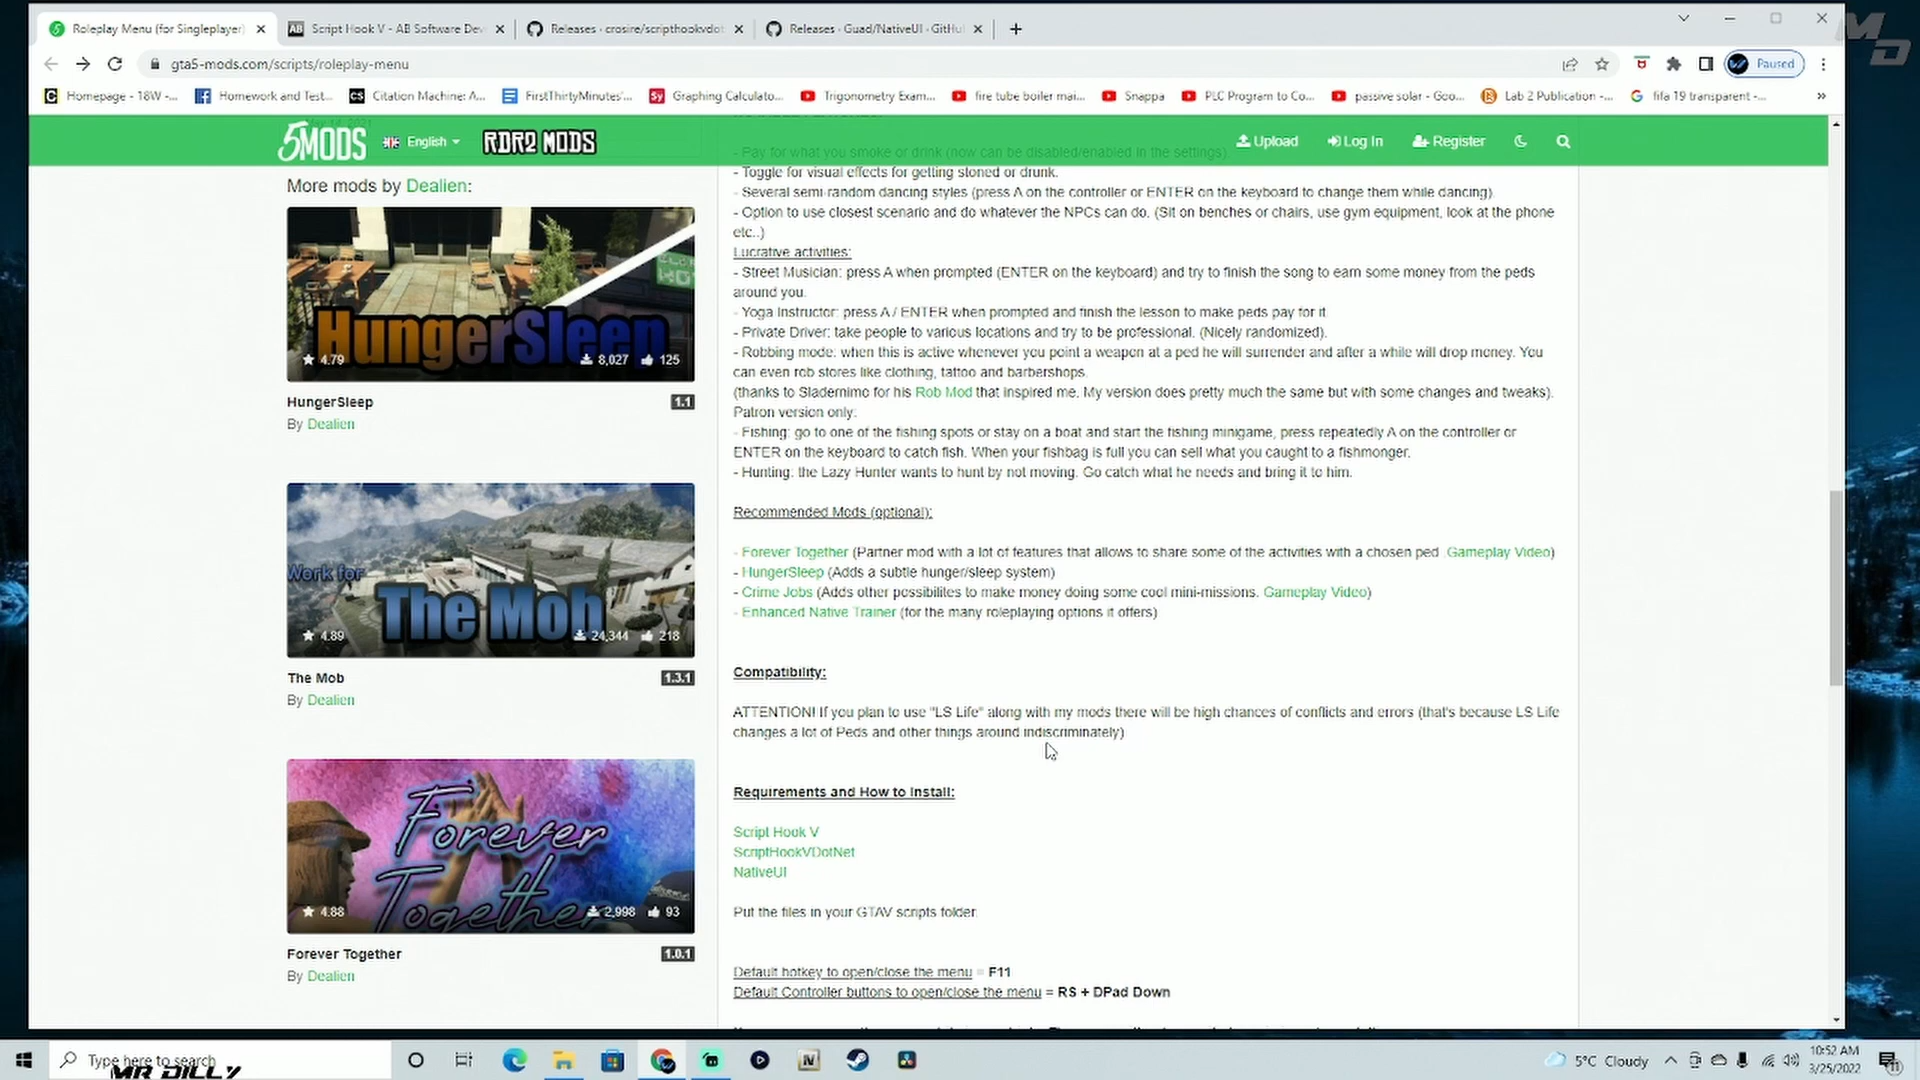 Roleplay Menu (for Singleplayer)
Script Hook V - AB Software Dev
Releases · crosire/scripthookvdot
Releases · Guad/NativeUI · GitHu
gta5-mods.com/scripts/roleplay-menu
Paused
Homepage - 18W -...
Homework and Test...
Citation Machine: A...
FirstThirtyMinutes'...
Graphing Calculato...
Trigonometry Exam...
fire tube boiler mai...
Snappa
PLC Program to Co...
passive solar - Goo...
Lab 2 Publication -...
fifa 19 transparent -...
»
MD
5MODS
English
RDR2 MODS
Upload
Log In
Register
More mods by Dealien:
HungerSleep
4.79
8,027
125
HungerSleep
1.1
By Dealien
Work for
The Mob
4.89
24,344
218
The Mob
1.3.1
By Dealien
Forever
Together
4.88
2,998
93
Forever Together
1.0.1
By Dealien
- Pay for what you smoke or drink (now can be disabled/enabled in the settings)
- Toggle for visual effects for getting stoned or drunk.
- Several semi-random dancing styles (press A on the controller or ENTER on the keyboard to change them while dancing).
- Option to use closest scenario and do whatever the NPCs can do. (Sit on benches or chairs, use gym equipment, look at the phone
etc..)
Lucrative activities:
- Street Musician: press A when prompted (ENTER on the keyboard) and try to finish the song to earn some money from the peds
around you.
- Yoga Instructor: press A / ENTER when prompted and finish the lesson to make peds pay for it
- Private Driver: take people to various locations and try to be professional. (Nicely randomized).
- Robbing mode: when this is active whenever you point a weapon at a ped he will surrender and after a while will drop money. You
can even rob stores like clothing, tattoo and barbershops.
(thanks to Sladernimo for his Rob Mod that inspired me. My version does pretty much the same but with some changes and tweaks).
Patron version only:
- Fishing: go to one of the fishing spots or stay on a boat and start the fishing minigame, press repeatedly A on the controller or
ENTER on the keyboard to catch fish. When your fishbag is full you can sell what you caught to a fishmonger.
- Hunting: the Lazy Hunter wants to hunt by not moving. Go catch what he needs and bring it to him.
Recommended Mods (optional):
- Forever Together (Partner mod with a lot of features that allows to share some of the activities with a chosen ped .Gameplay Video)
- HungerSleep (Adds a subtle hunger/sleep system)
- Crime Jobs (Adds other possibilites to make money doing some cool mini-missions. Gameplay Video)
- Enhanced Native Trainer (for the many roleplaying options it offers)
Compatibility:
ATTENTION! If you plan to use "LS Life" along with my mods there will be high chances of conflicts and errors (that's because LS Life
changes a lot of Peds and other things around indiscriminately)
Requirements and How to Install:
Script Hook V
ScriptHookVDotNet
NativeUI
Put the files in your GTAV scripts folder.
Default hotkey to open/close the menu = F11
Default Controller buttons to open/close the menu = RS + DPad Down
Type here to search
MR DILLY
5°C Cloudy
10:52 AM
3/25/2022